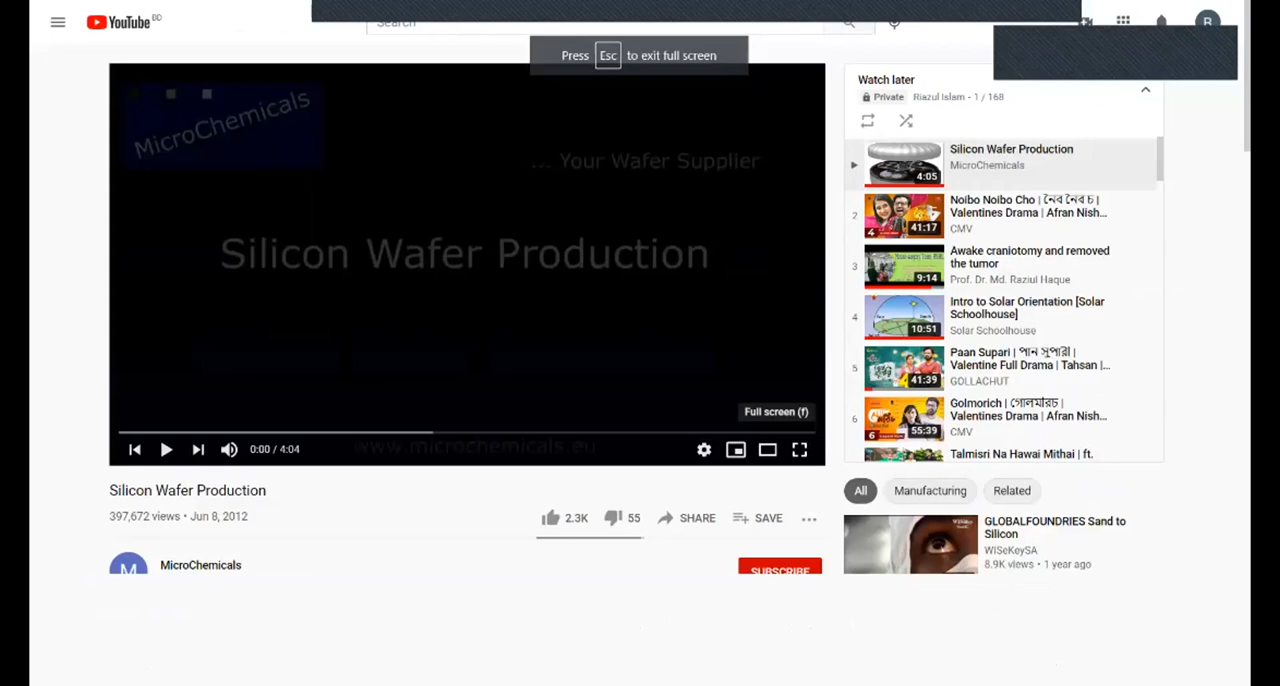 YouTube BD
Search
Press Esc to exit full screen
MicroChemicals
... Your Wafer Supplier
Silicon Wafer Production
Full screen (f)
www.microchemicals.eu
0:00 / 4:04
Silicon Wafer Production
397,672 views • Jun 8, 2012
2.3K
55
SHARE
SAVE
M
MicroChemicals
SUBSCRIBE
R
Watch later
Private Riazul Islam - 1 / 168
Silicon Wafer Production
MicroChemicals
4:05
2
Noibo Noibo Cho | নৈব নৈব চ |
Valentines Drama | Afran Nish...
CMV
4
41:17
3
Awake craniotomy and removed
the tumor
Prof. Dr. Md. Raziul Haque
9:14
4
Intro to Solar Orientation [Solar
Schoolhouse]
Solar Schoolhouse
10:51
5
Paan Supari | পান সুপারী |
Valentine Full Drama | Tahsan |...
GOLLACHUT
41:39
6
Golmorich | গোলমরিচ |
Valentines Drama | Afran Nish...
CMV
6
55:39
Talmisri Na Hawai Mithai | ft.
All
Manufacturing
Related
GLOBALFOUNDRIES Sand to
Silicon
WISeKeySA
8.9K views • 1 year ago